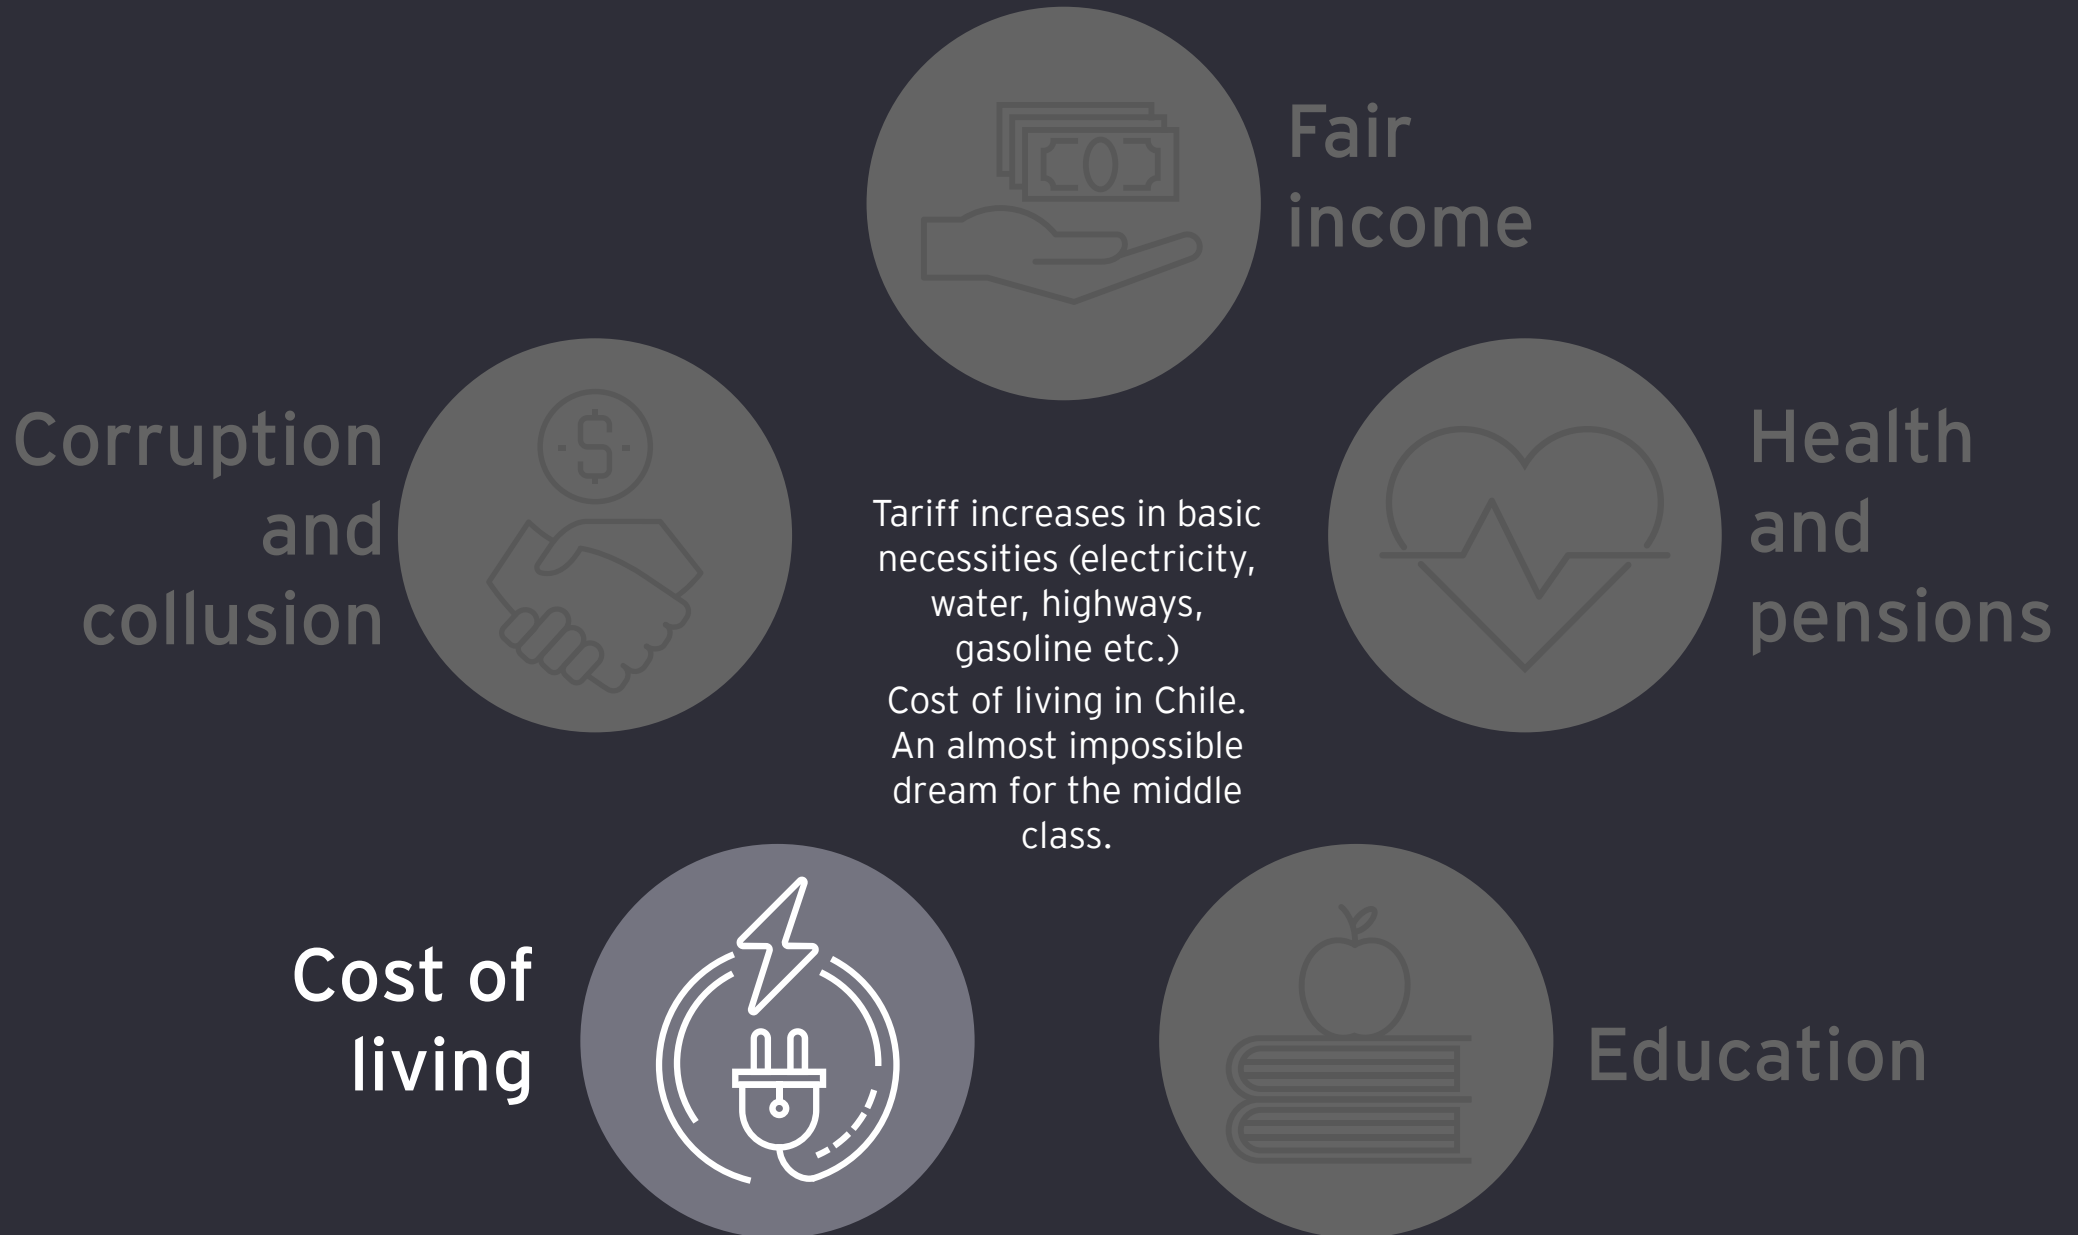 Fair
income
Corruption
and
collusion
Health
and
pensions
Tariff increases in basic
necessities (electricity,
water, highways,
gasoline etc.)
Cost of living in Chile.
An almost impossible
dream for the middle
class.
Cost of
living
Education